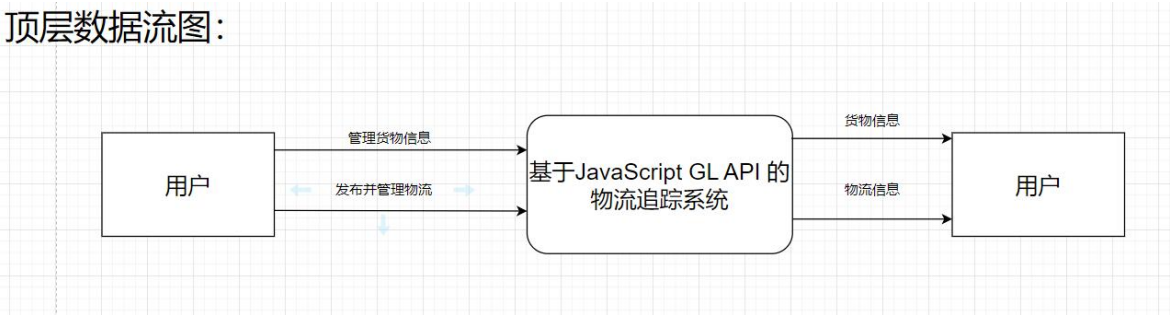 顶层数据流图：
管理货物信息
货物信息
用户
发布并管理物流
基于JavaScript GL API 的
物流追踪系统
物流信息
用户